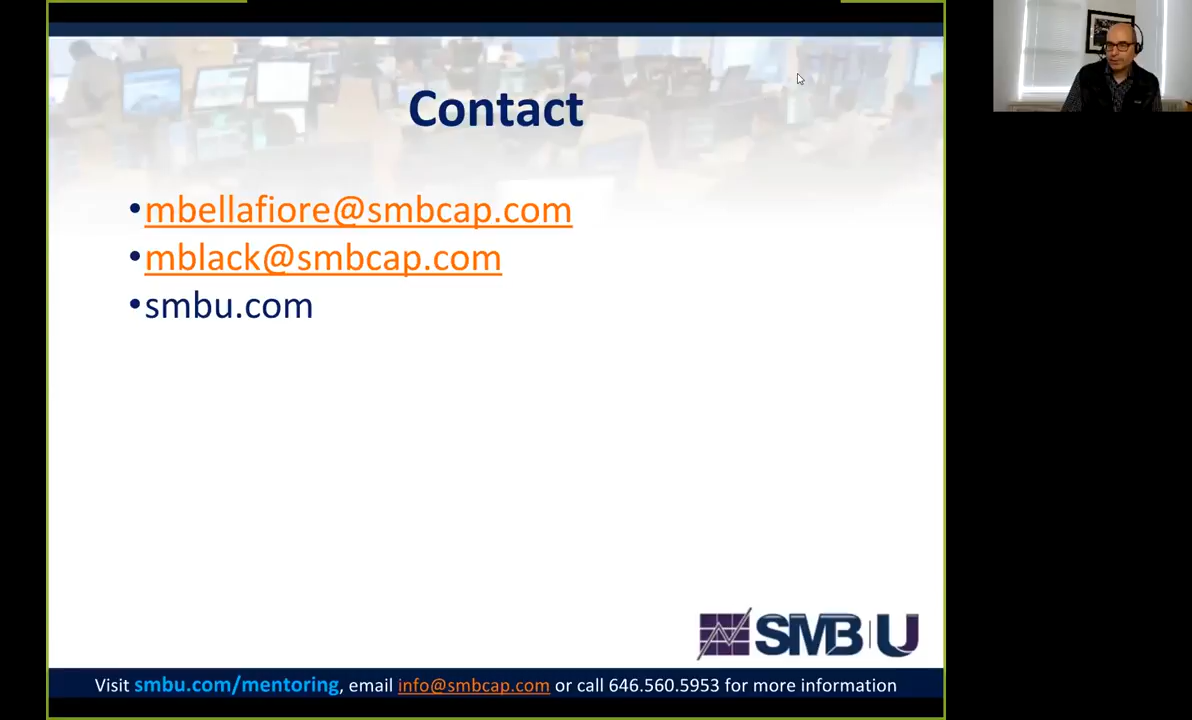 Contact
•mbellafiore@smbcap.com
•mblack@smbcap.com
•smbu.com
SMB|U
Visit smbu.com/mentoring, email info@smbcap.com or call 646.560.5953 for more information